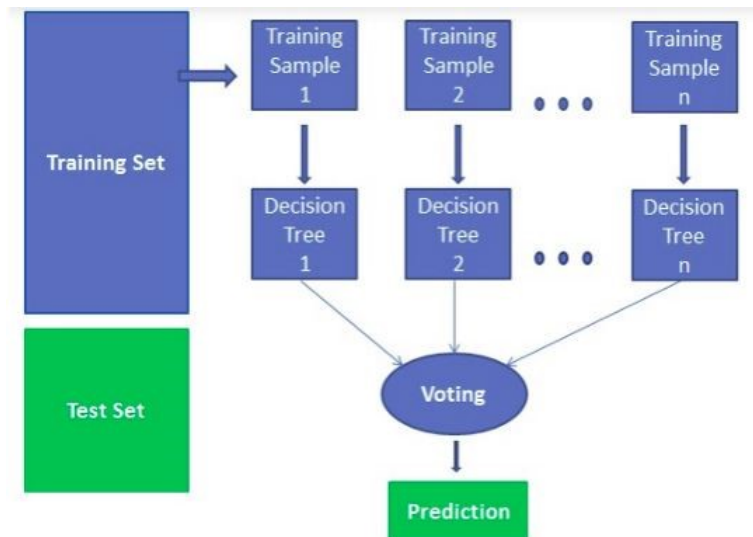 Training Set
Training
Sample
1
Training
Sample
2
Training
Sample
n
Decision
Tree
1
Decision
Tree
2
Decision
Tree
n
Test Set
Voting
Prediction